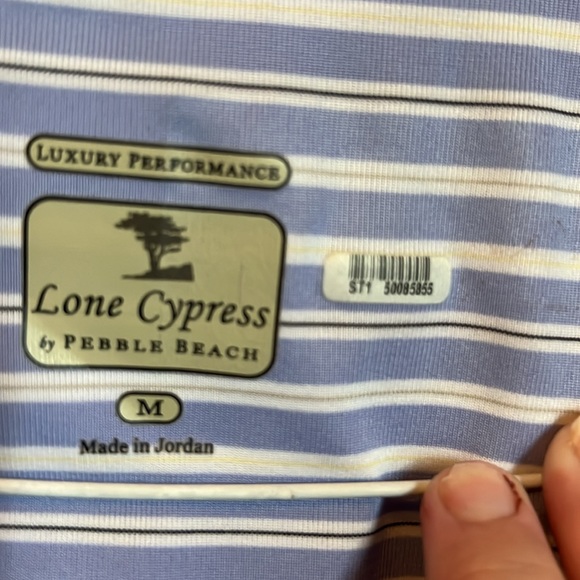 LUXURY PERFORMANCE
Lone Cypress
by PEBBLE BEACH
M
Made in Jordan
ST1 50085855